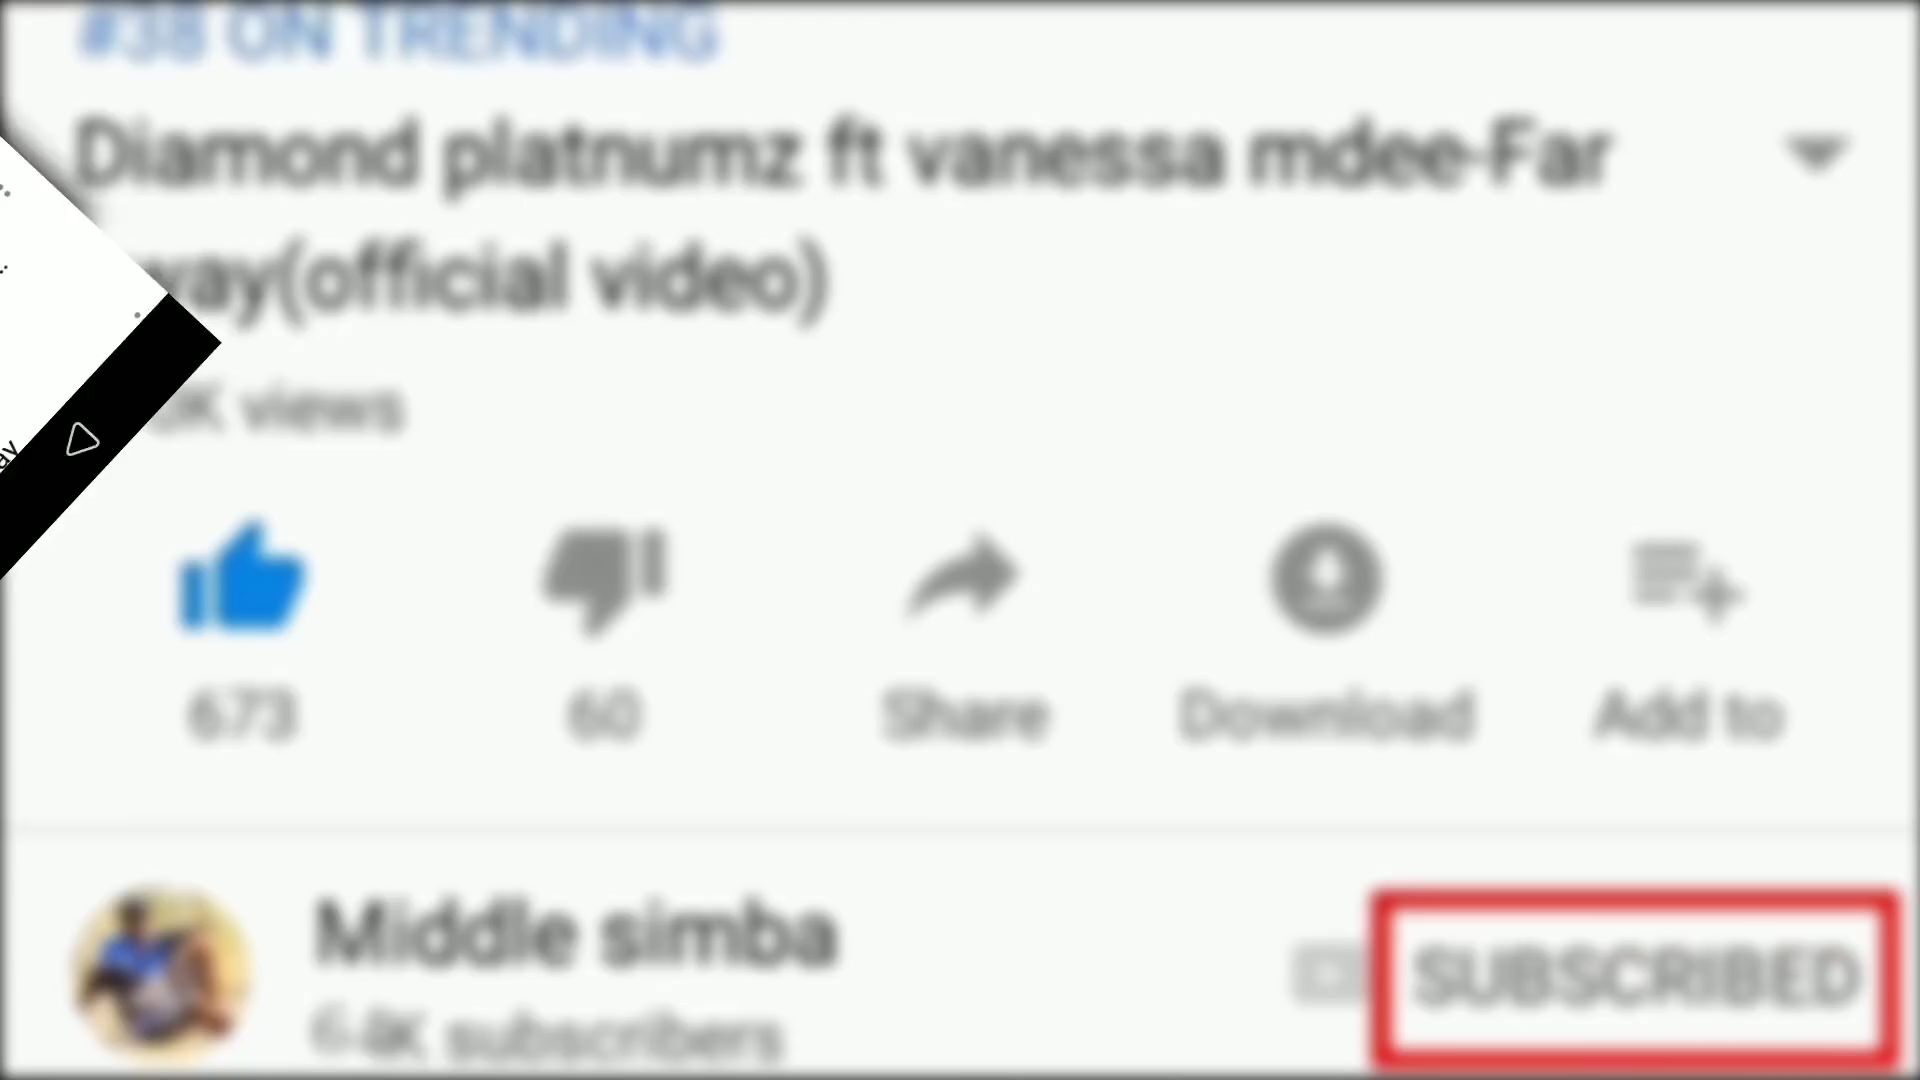 #38 ON TRENDING
Diamond platnumz ft vanessa mdee-Far
way(official video)
K views
673
60
Share
Download
Add to
Middle simba
subscribers
SUBSCRIBED